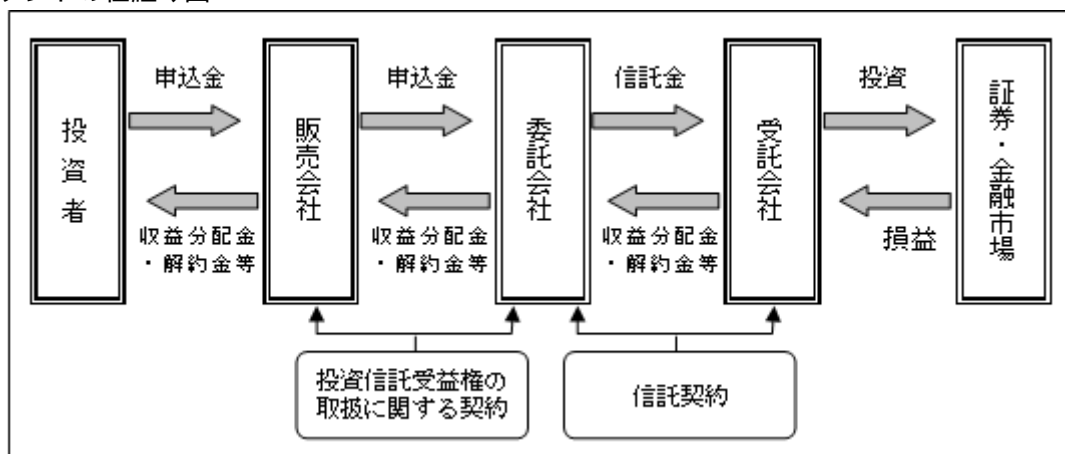 申込金
申込金
信託金
投資
投資者
販売会社
委託会社
受託会社
証券・金融市場
収益分配金
・解約金等
収益分配金
・解約金等
収益分配金
・解約金等
損益
投資信託受益権の
取扱に関する契約
信託契約